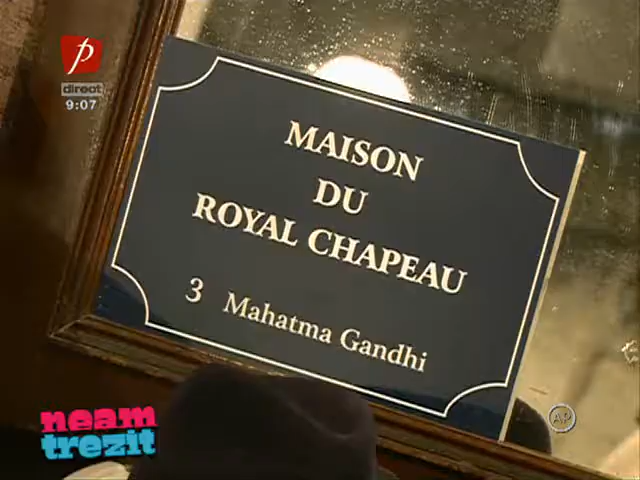 p
direct
9:07
MAISON
DU
ROYAL CHAPEAU
3 Mahatma Gandhi
neam
trezit
AP